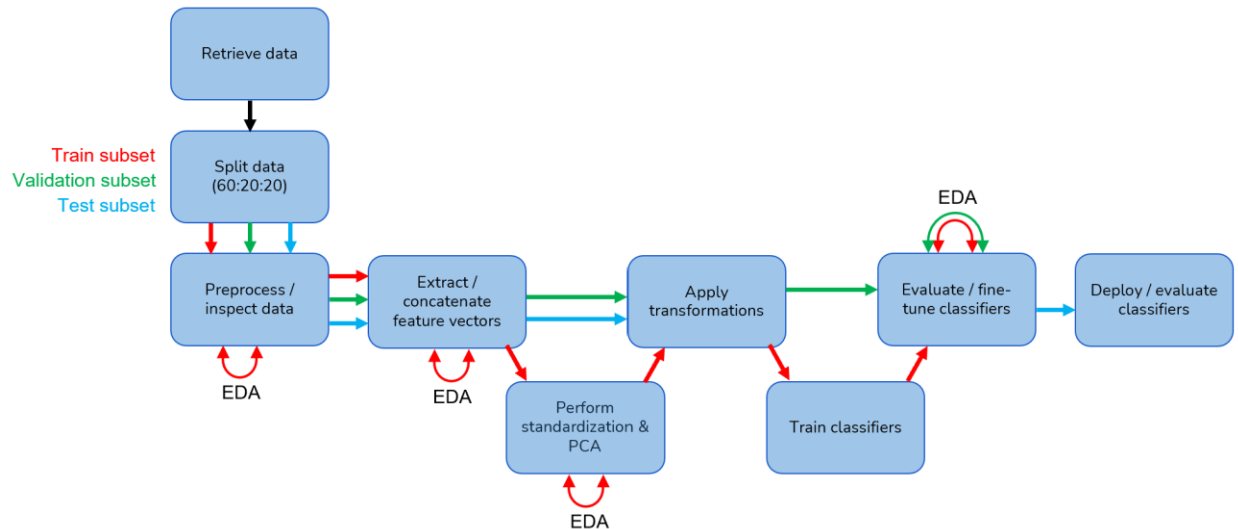 Retrieve data
Train subset
Validation subset
Test subset
Split data
(60:20:20)
EDA
Preprocess /
inspect data
Extract /
concatenate
feature vectors
Apply
transformations
Evaluate / fine-
tune classifiers
Deploy / evaluate
classifiers
EDA
EDA
Perform
standardization &
PCA
Train classifiers
EDA